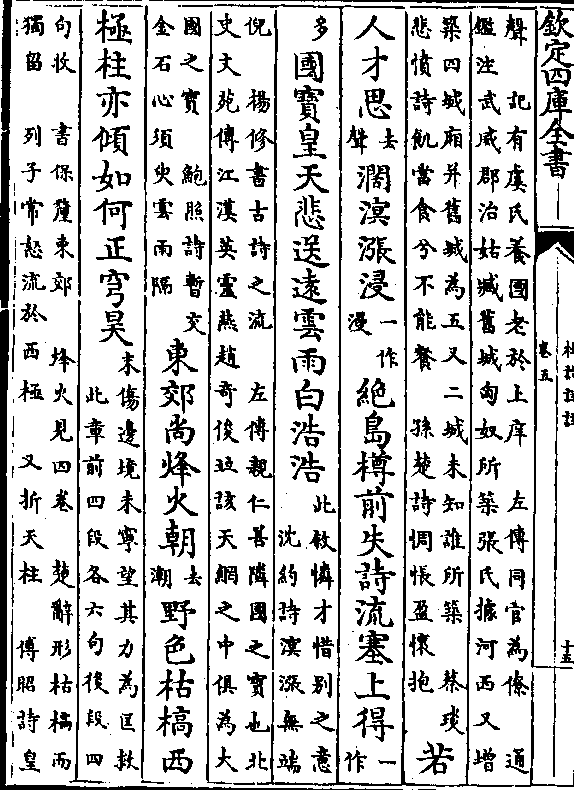 欽定四庫全書
杜詩詳註
卷五
十五
聲 記有虞氏養國老於上庠 左傳同官為僚 通
鑑注武威郡治姑臧舊城匈奴所築張氏據河西又増
築四城廂并舊城為五又二城未知誰所築 蔡琰
悲憤詩飢當食兮不能餐 孫楚詩惆悵盈懷抱
若
人才思去聲濶溟漲浸一作漫絶島樽前失詩流塞上得一作
多國寶皇天悲送遠雲雨白浩浩
此敘憐才惜別之意
沈約詩溟漲無端
倪 楊修書古詩之流 左傳親仁善隣國之寶也北
史文苑傳江漢英靈燕趙奇俊並該天網之中俱為大
國之寶 鮑照詩暫交
金石心須臾雲雨隔
東郊尚烽火朝去潮野色枯槁西
極柱亦傾如何正穹昊
末傷邊境未寧望其力為匡救
此章前四段各六句後段四
句收 書保釐東郊 烽火見四卷 楚辭形枯槁而
獨留 列子常怒流於西極 又折天柱 傅昭詩皇